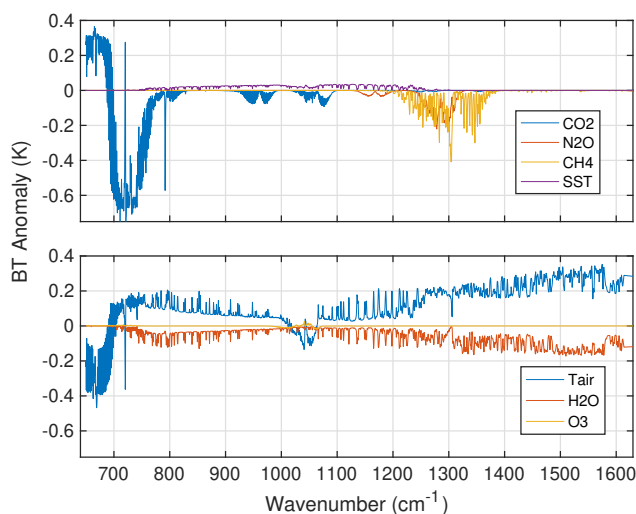 0.4
0.2
0
-0.2
-0.4
-0.6
CO2
N2O
CH4
SST
BT Anomaly (K)
0.4
0.2
0
-0.2
-0.4
-0.6
Tair
H2O
O3
700 800 900 1000 1100 1200 1300 1400 1500 1600
Wavenumber (cm-1)